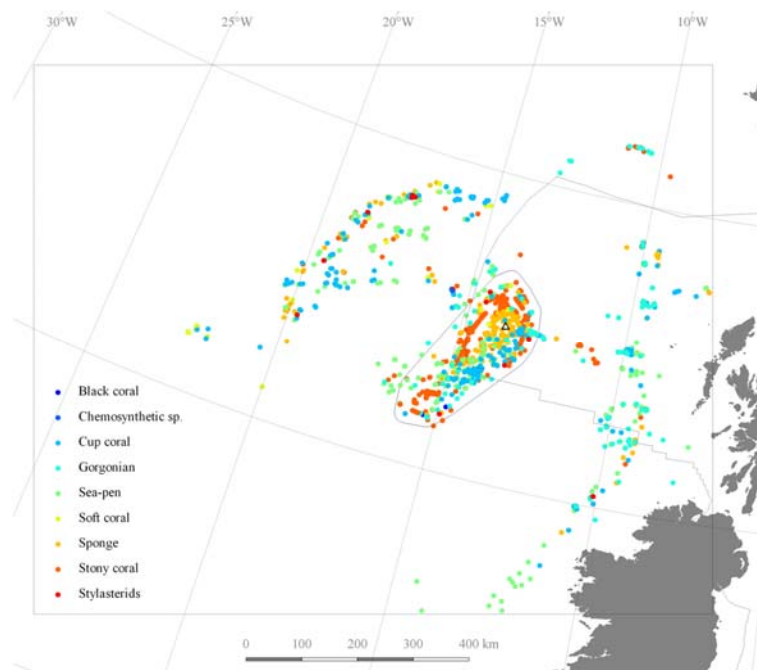 30°W 25°W 20°W 15°W 10°W
Black coral
Chemosynthetic sp.
Cup coral
Gorgonian
Sea-pen
Soft coral
Sponge
Stony coral
Stylasterids
0 100 200 300 400 km